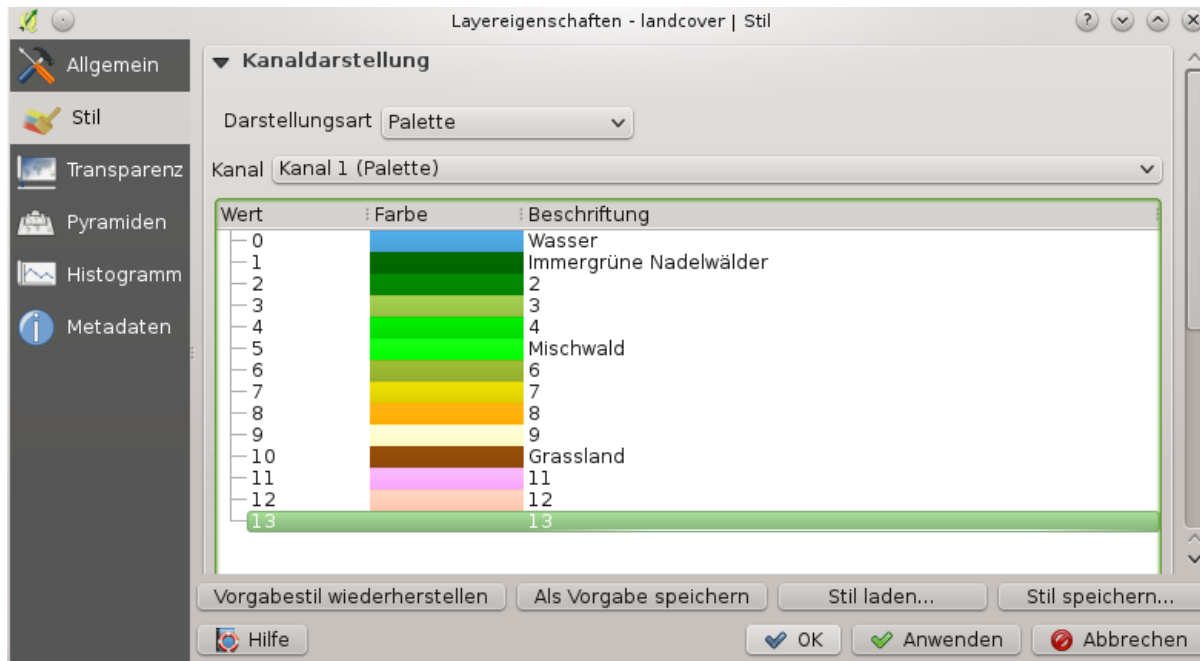 Layereigenschaften - landcover | Stil
Allgemein
Stil
Transparenz
Pyramiden
Histogramm
Metadaten
Kanaldarstellung
Darstellungsart Palette
Kanal Kanal 1 (Palette)
Wert Farbe Beschriftung
0 Wasser
1 Immergrüne Nadelwälder
2 2
3 3
4 4
5 Mischwald
6 6
7 7
8 8
9 9
10 Grassland
11 11
12 12
13 13
Vorgabestil wiederherstellen Als Vorgabe speichern Stil laden... Stil speichern...
Hilfe OK Anwenden Abbrechen